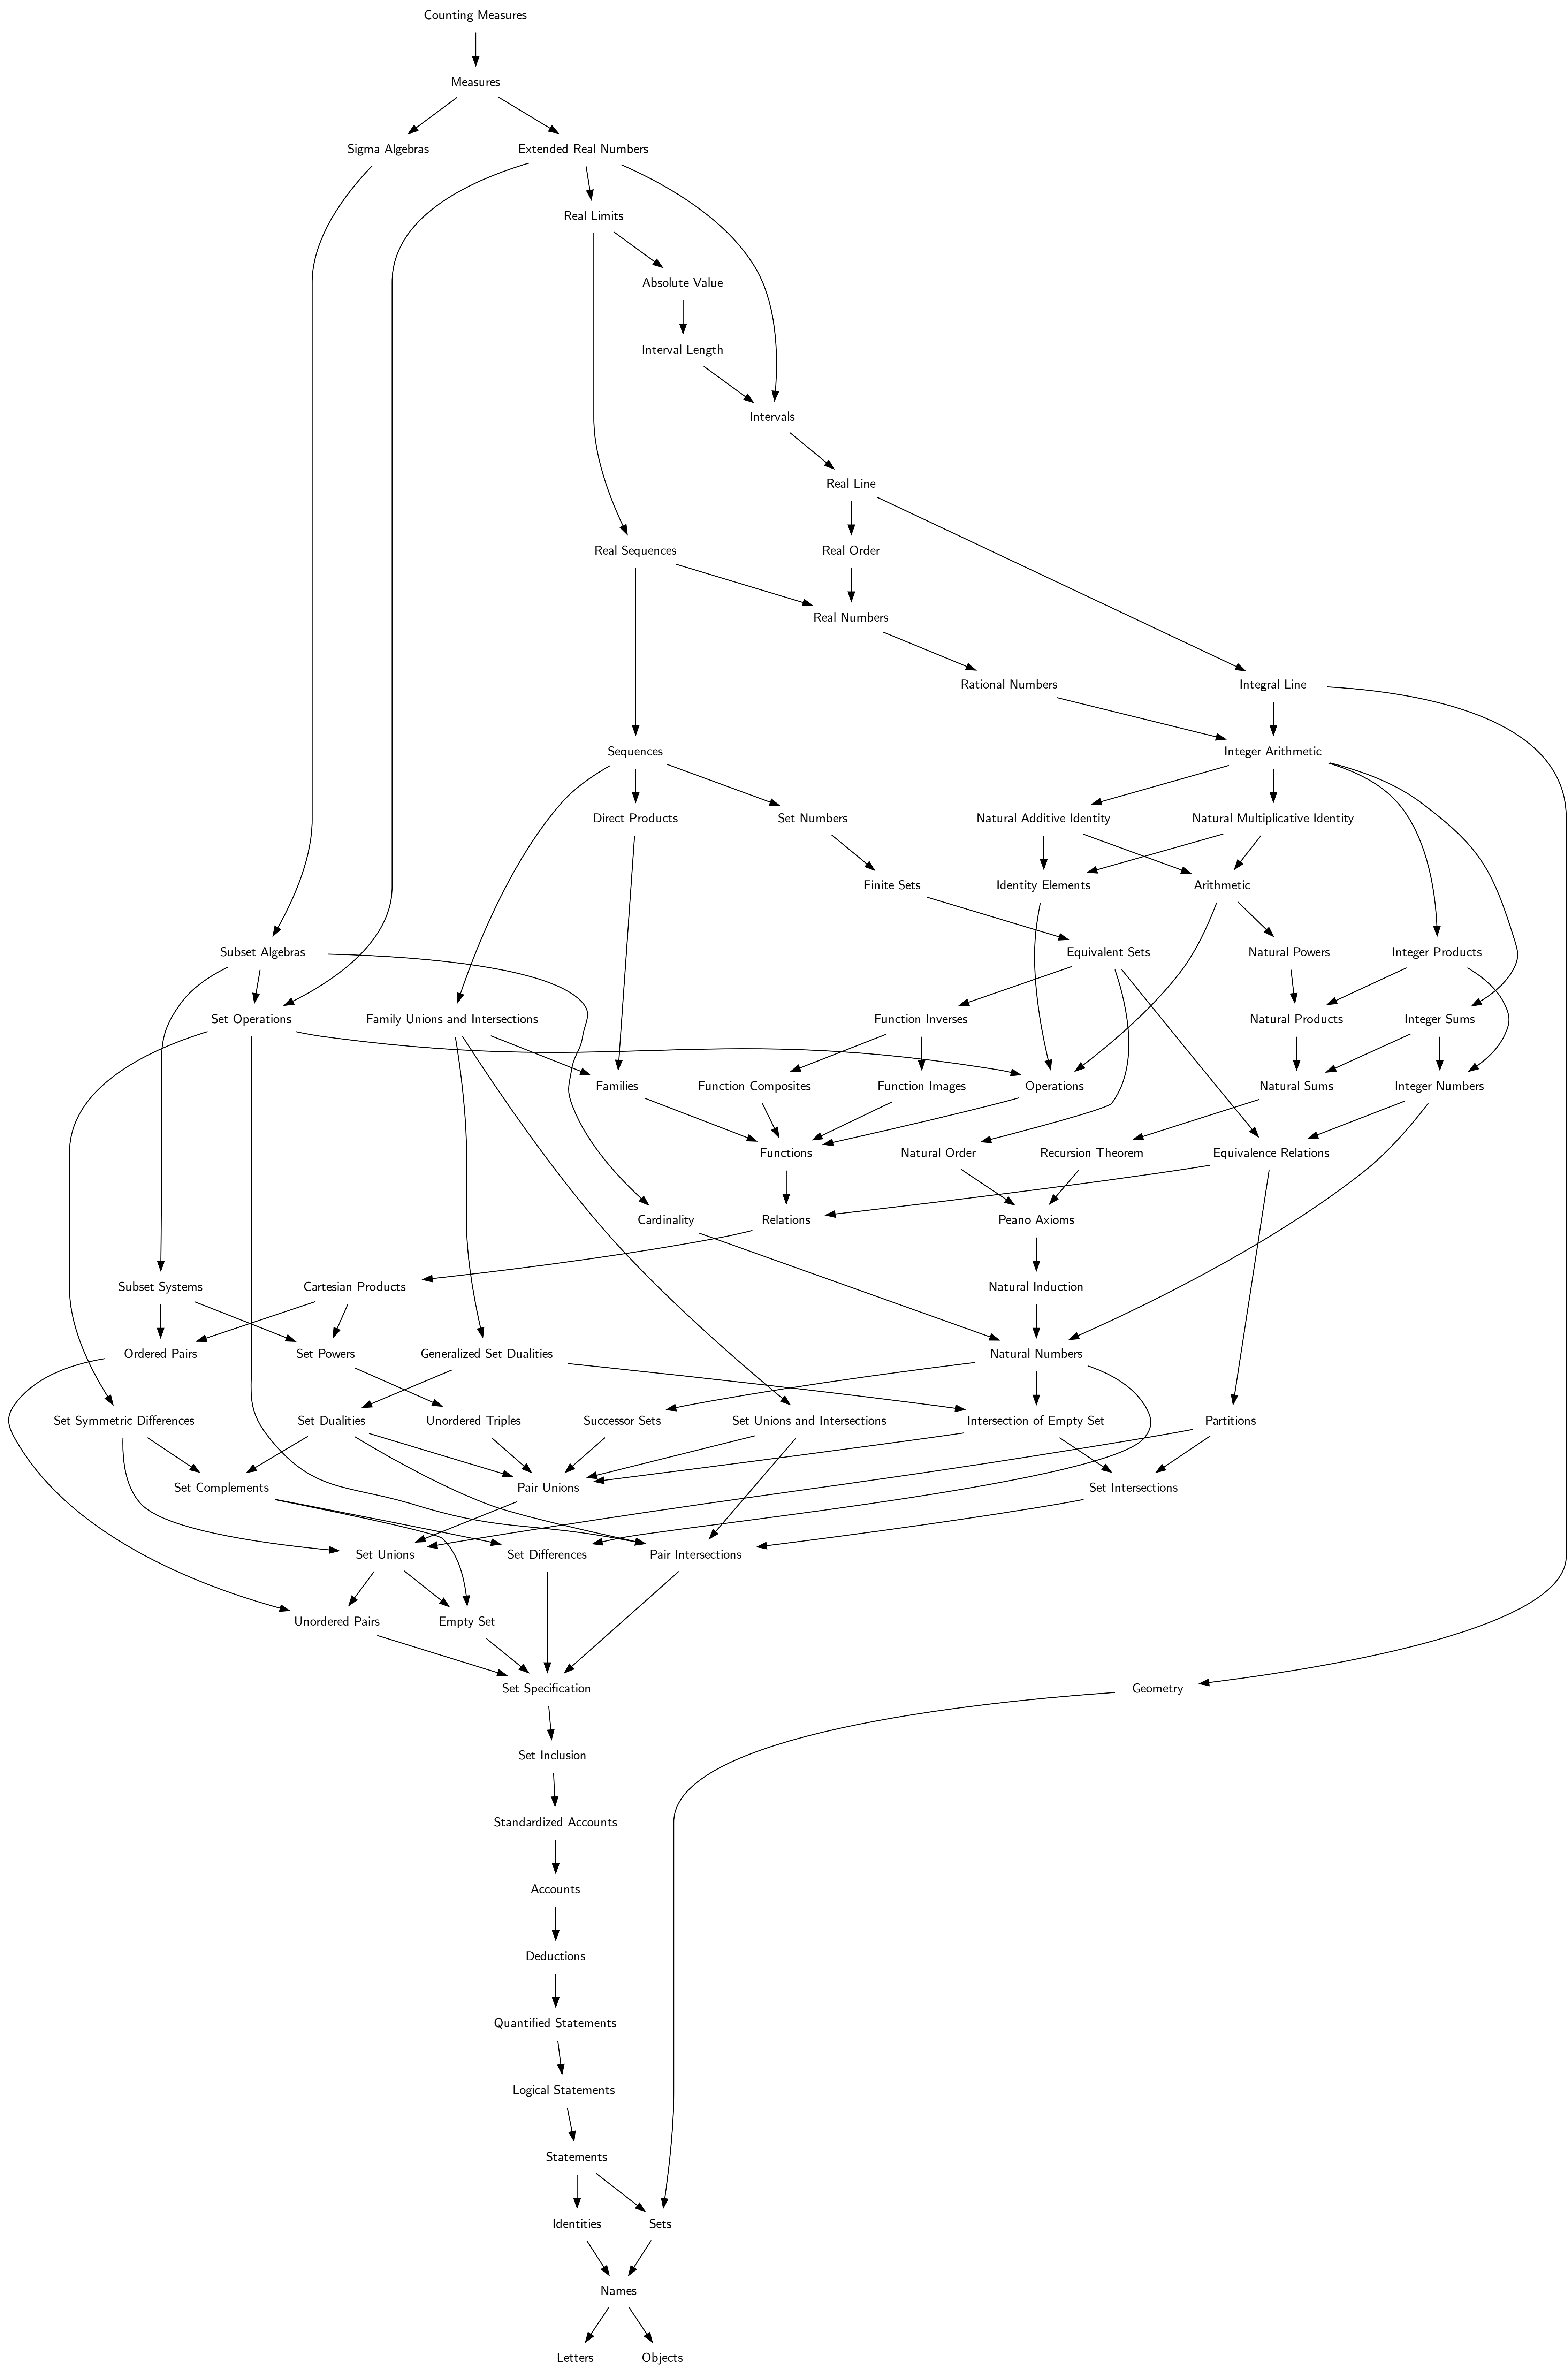 Counting Measures
Measures
Sigma Algebras
Extended Real Numbers
Real Limits
Absolute Value
Interval Length
Intervals
Real Line
Real Sequences
Real Order
Real Numbers
Rational Numbers
Integral Line
Sequences
Integer Arithmetic
Direct Products
Set Numbers
Natural Additive Identity
Natural Multiplicative Identity
Finite Sets
Identity Elements
Arithmetic
Subset Algebras
Equivalent Sets
Natural Powers
Integer Products
Set Operations
Family Unions and Intersections
Function Inverses
Natural Products
Integer Sums
Families
Function Composites
Function Images
Operations
Natural Sums
Integer Numbers
Functions
Natural Order
Recursion Theorem
Equivalence Relations
Cardinality
Relations
Peano Axioms
Subset Systems
Cartesian Products
Natural Induction
Ordered Pairs
Set Powers
Generalized Set Dualities
Natural Numbers
Set Symmetric Differences
Set Dualities
Unordered Triples
Successor Sets
Set Unions and Intersections
Intersection of Empty Set
Partitions
Set Complements
Pair Unions
Set Intersections
Set Unions
Set Differences
Pair Intersections
Unordered Pairs
Empty Set
Set Specification
Geometry
Set Inclusion
Standardized Accounts
Accounts
Deductions
Quantified Statements
Logical Statements
Statements
Identities
Sets
Names
Letters
Objects